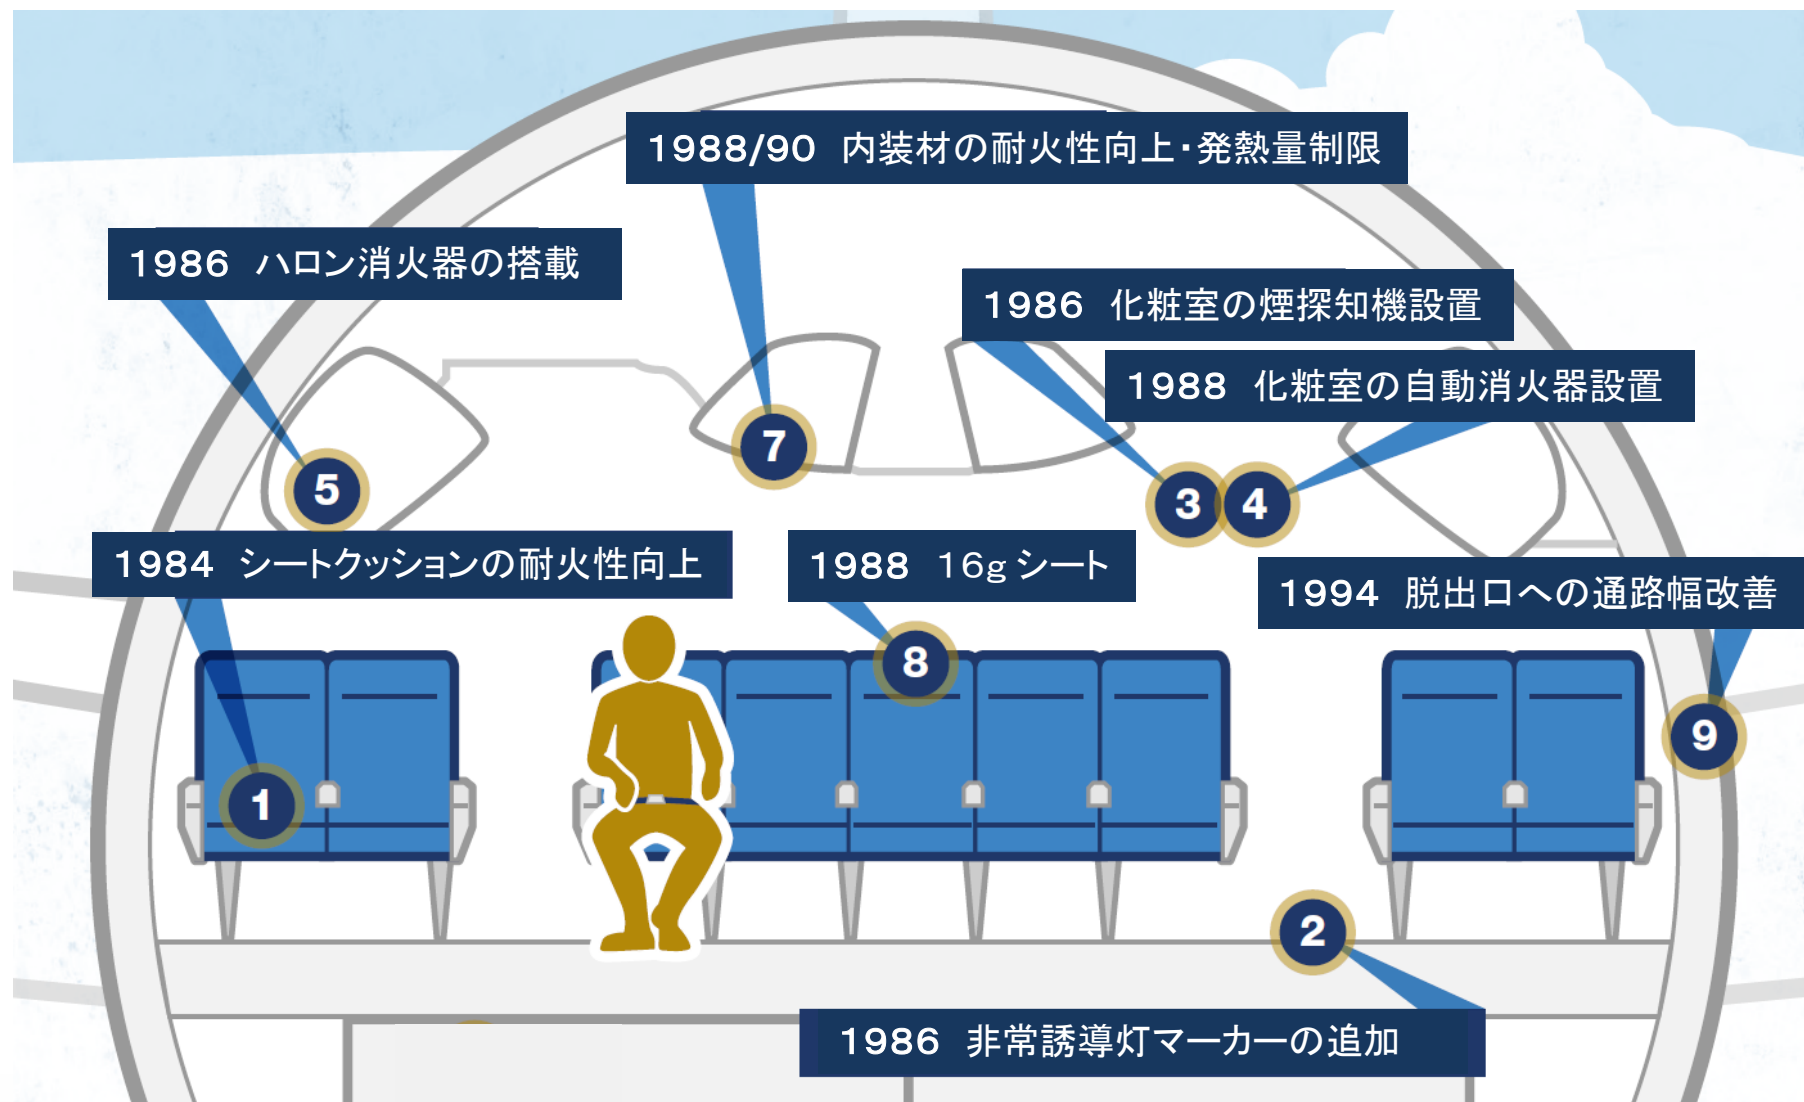 1988/90 内装材の耐火性向上・発熱量制限
1986 ハロン消火器の搭載
1986 化粧室の煙探知機設置
1988 化粧室の自動消火器設置
7
5
3
4
1984 シートクッションの耐火性向上
1988 16g シート
1994 脱出口への通路幅改善
8
9
1
2
1986 非常誘導灯マーカーの追加